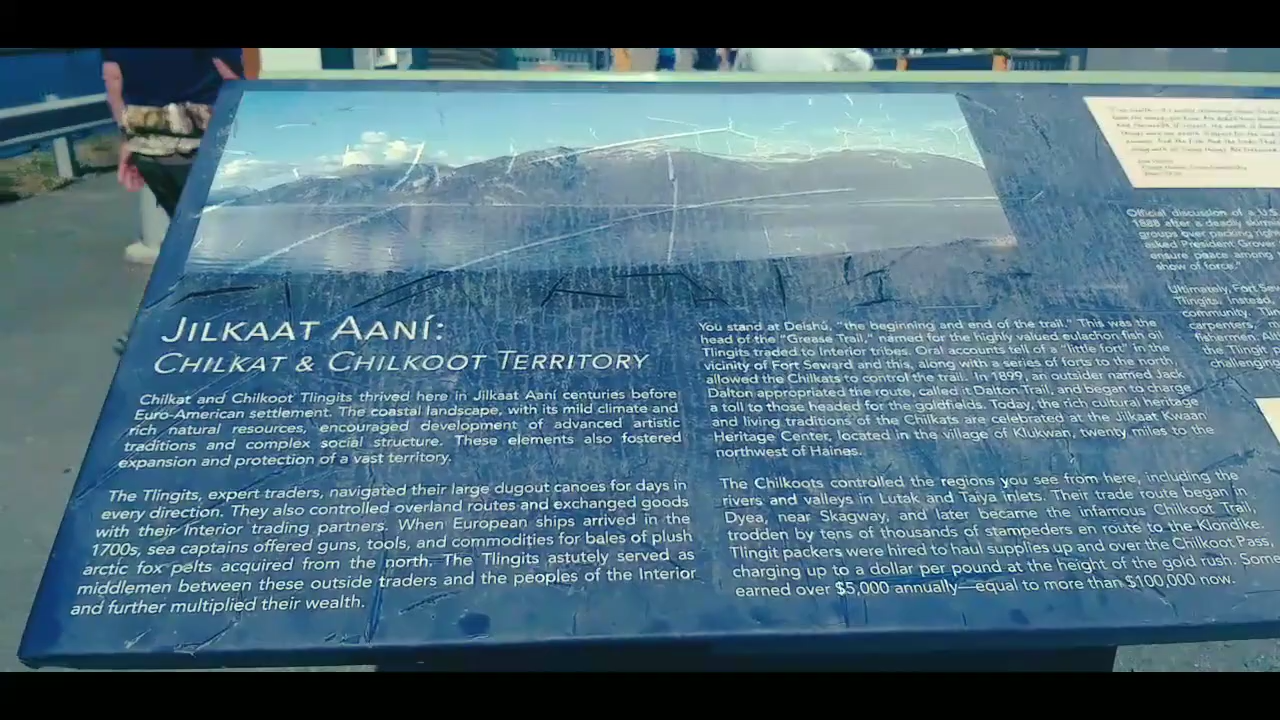 JILKAAT AANÍ:
CHILKAT & CHILKOOT TERRITORY
Chilkat and Chilkoot Tlingits thrived here in Jilkaat Aaní centuries before
Euro-American settlement. The coastal landscape, with its mild climate and
rich natural resources, encouraged development of advanced artistic
traditions and complex social structure. These elements also fostered
expansion and protection of a vast territory.
The Tlingits, expert traders, navigated their large dugout canoes for days in
every direction. They also controlled overland routes and exchanged goods
with their Interior trading partners. When European ships arrived in the
1700s, sea captains offered guns, tools, and commodities for bales of plush
arctic fox pelts acquired from the north. The Tlingits astutely served as
middlemen between these outside traders and the peoples of the Interior
and further multiplied their wealth.
You stand at Deishú, "the beginning and end of the trail." This was the
head of the "Grease Trail," named for the highly valued eulachon fish oil
Tlingits traded to Interior tribes. Oral accounts tell of a "little fort" in the
vicinity of Fort Seward and this, along with a series of forts to the north,
allowed the Chilkats to control the trail. In 1899, an outsider named Jack
Dalton appropriated the route, called it Dalton Trail, and began to charge
a toll to those headed for the goldfields. Today, the rich cultural heritage
and living traditions of the Chilkats are celebrated at the Jilkaat Kwaan
Heritage Center, located in the village of Klukwan, twenty miles to the
northwest of Haines.
The Chilkoots controlled the regions you see from here, including the
rivers and valleys in Lutak and Taiya inlets. Their trade route began in
Dyea, near Skagway, and later became the infamous Chilkoot Trail,
trodden by tens of thousands of stampeders en route to the Klondike.
Tlingit packers were hired to haul supplies up and over the Chilkoot Pass,
charging up to a dollar per pound at the height of the gold rush. Some
earned over $5,000 annually—equal to more than $100,000 now.
Official discussion of a U.S.
1888 after a deadly skirm
groups over packing right
asked President Grover
ensure peace among
show of force."
Ultimately, Fort Sew
Tlingits. Instead,
community. Tlin
carpenters, m
fishermen. All
the Tlingit p
challenging